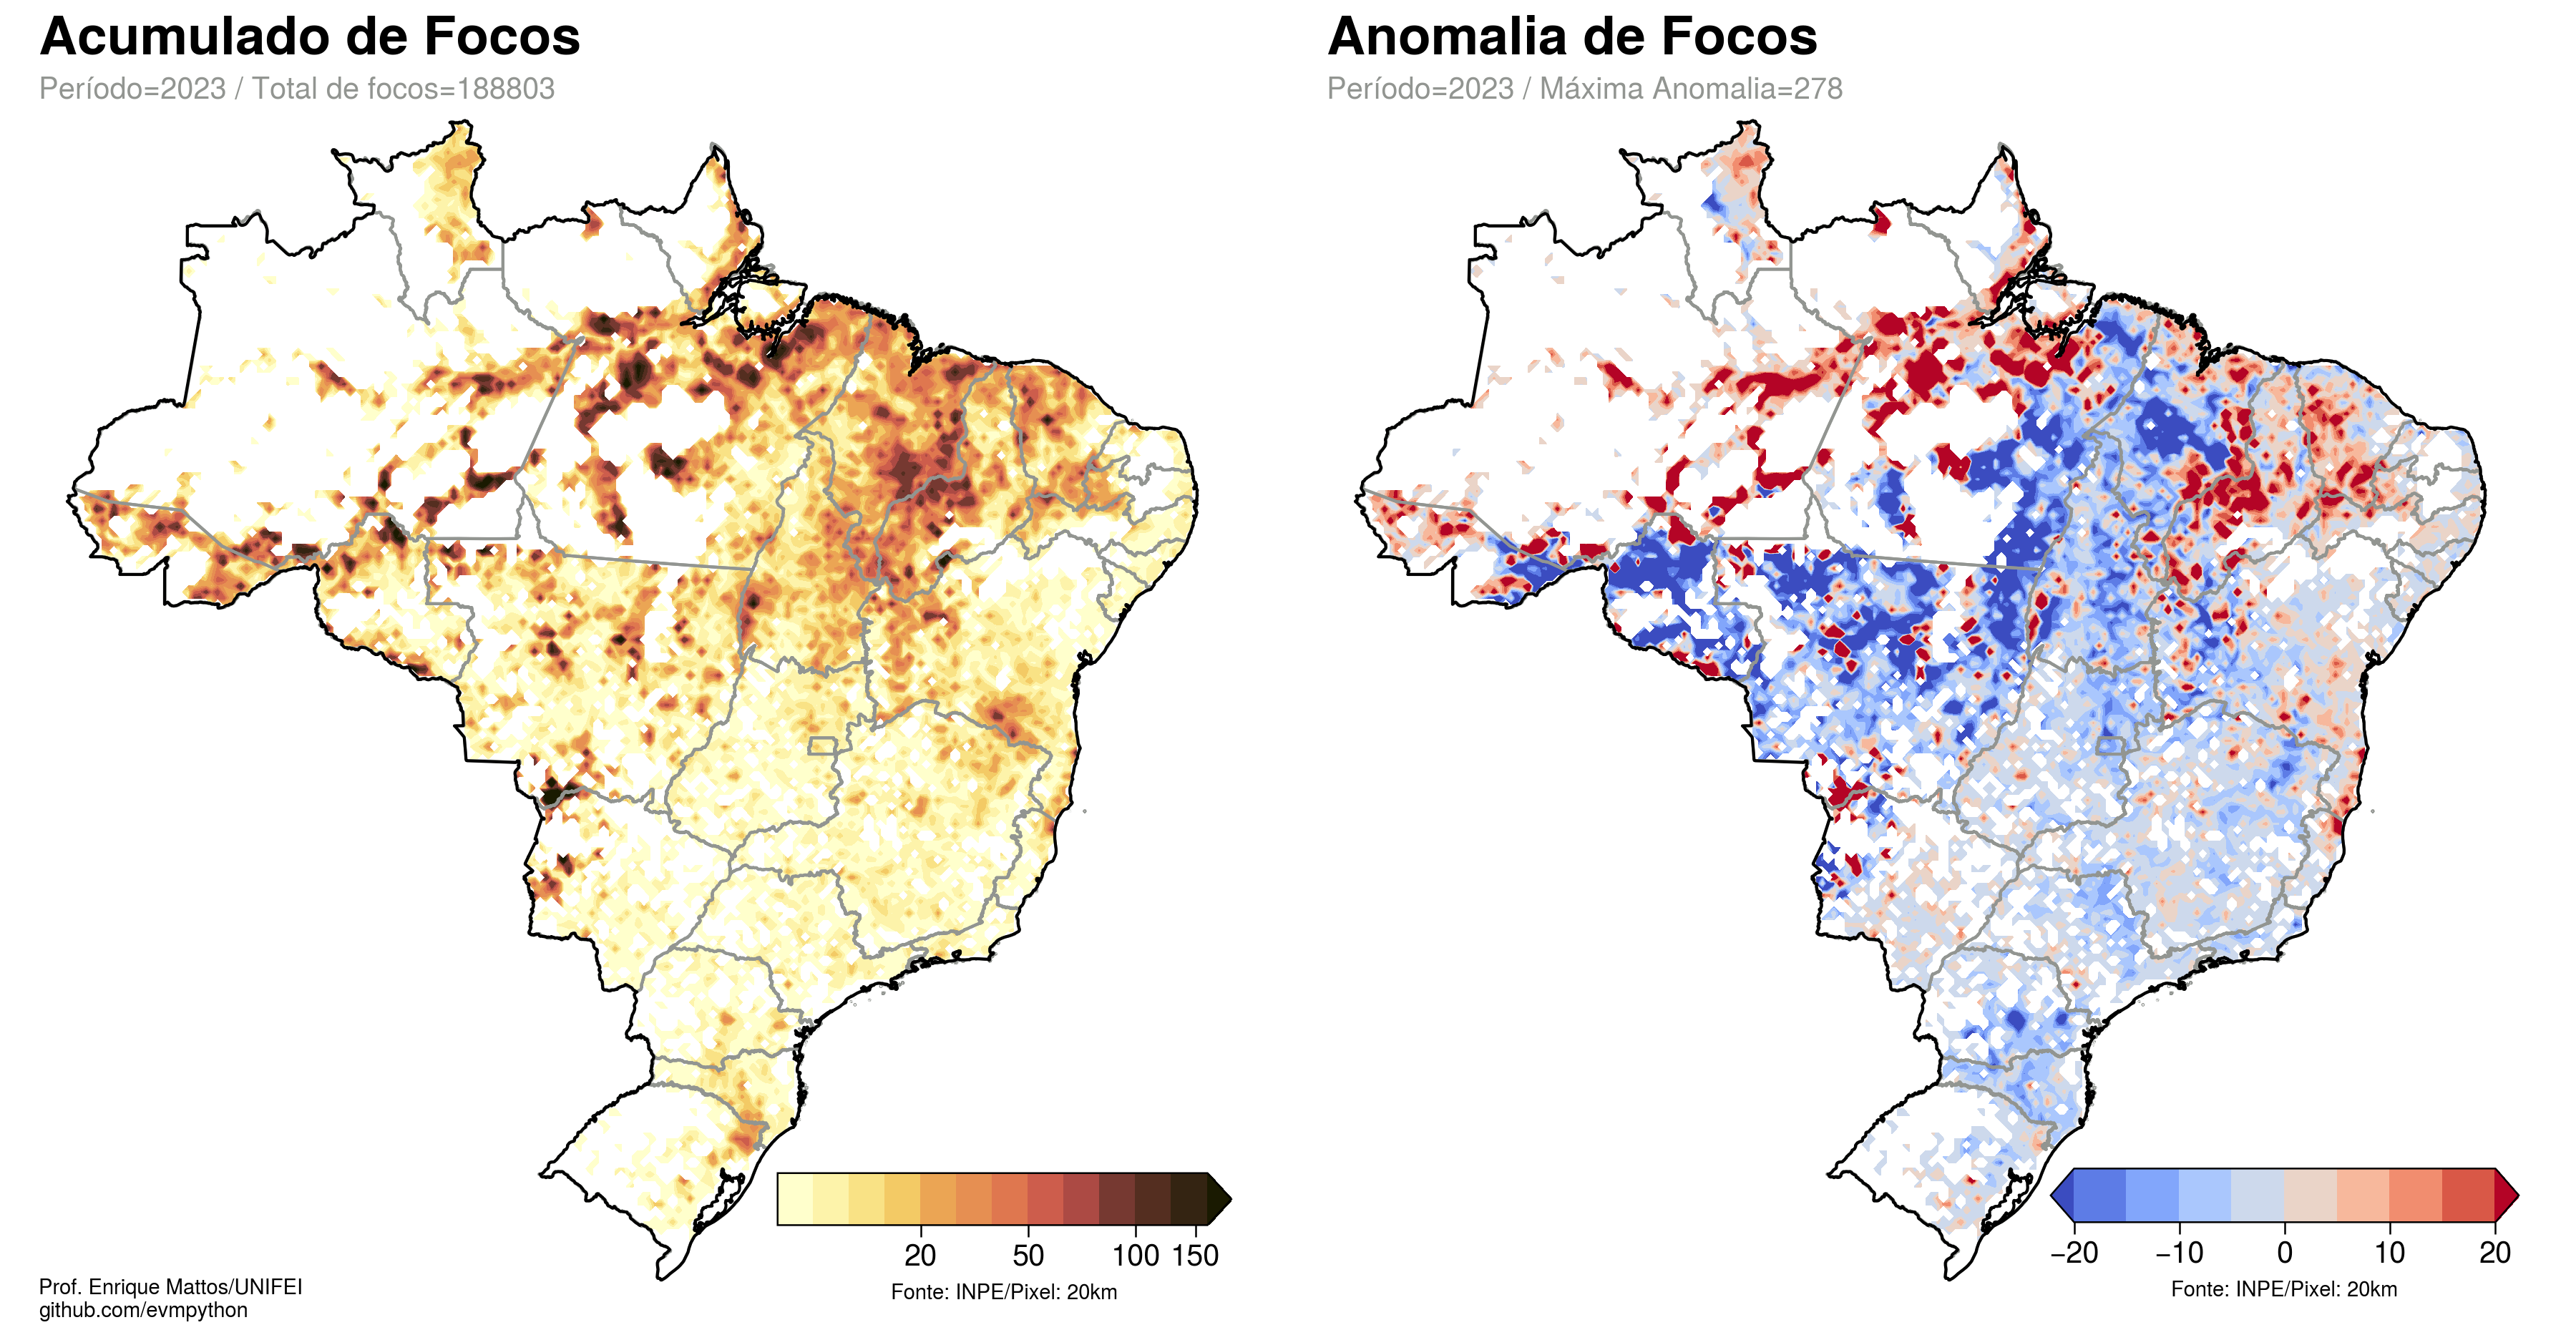 Acumulado de Focos
Período=2023 / Total de focos=188803
Anomalia de Focos
Período=2023 / Máxima Anomalia=278
20 50 100 150
Fonte: INPE/Pixel: 20km
−20 −10 0 10 20
Fonte: INPE/Pixel: 20km
Prof. Enrique Mattos/UNIFEI
github.com/evmpython